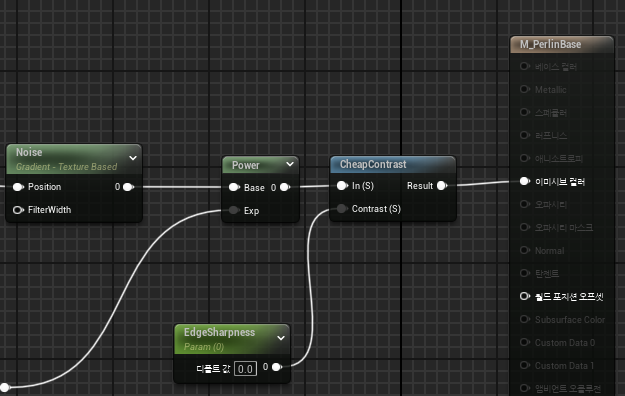 M_PerlinBase
베이스 컬러
Metallic
스페큘러
러프니스
애니소트로피
이미시브 컬러
오파시티
오파시티 마스크
Normal
탄젠트
월드 포지션 오프셋
Subsurface Color
Custom Data 0
Custom Data 1
앰비언트 오클루전
Noise
Gradient - Texture Based
Position
0
FilterWidth
Power
Base
0
Exp
CheapContrast
In (S)
Result
Contrast (S)
EdgeSharpness
Param (0)
디폴트 값
0.0
0